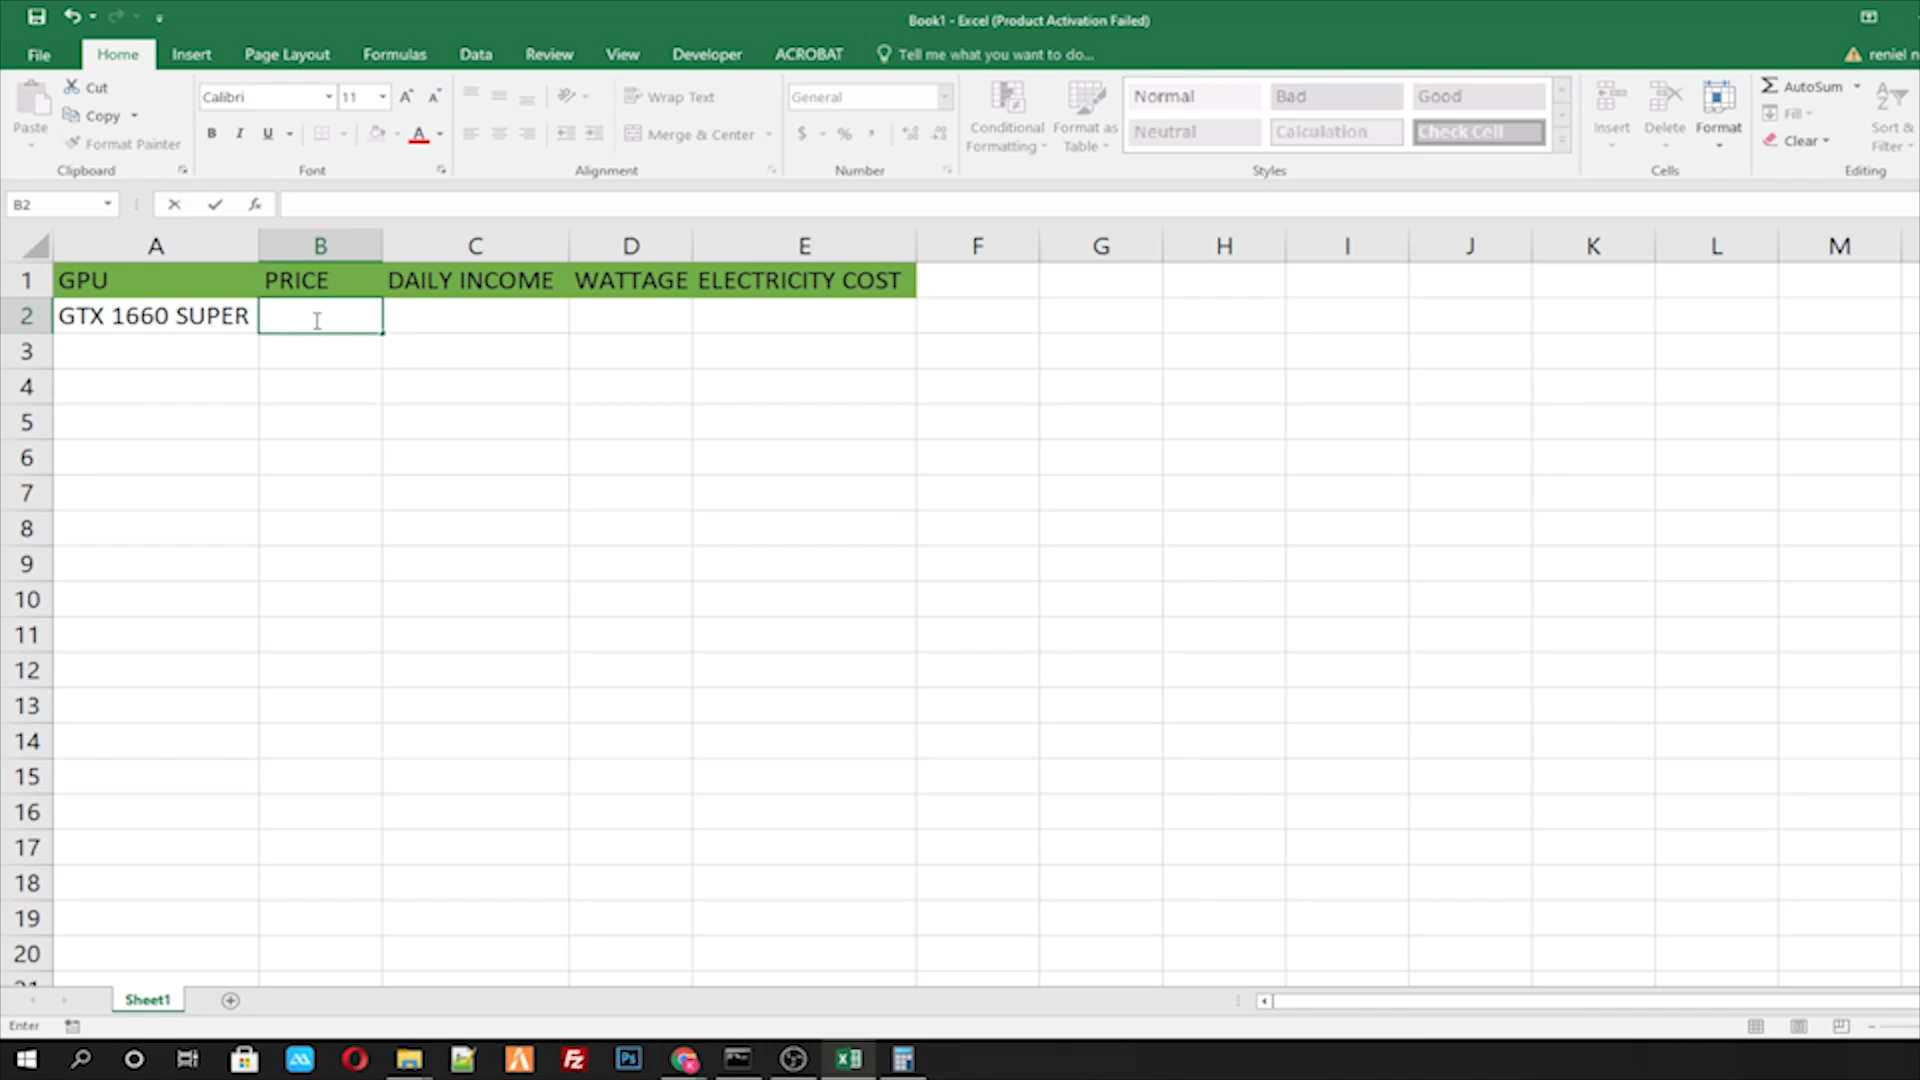 Book1 - Excel (Product Activation Failed)
File Home Insert Page Layout Formulas Data Review View Developer ACROBAT Tell me what you want to do... reniel n
Cut
Copy
Format Painter
Paste
Clipboard
Calibri 11
B I U A
Font
Wrap Text
Merge & Center
Alignment
General
$ % ,
Number
Conditional Formatting
Format as Table
Normal Bad Good
Neutral Calculation Check Cell
Styles
Insert Delete Format
Cells
AutoSum
Fill
Clear
Sort &
Filter
Editing
B2 fx
A B C D E F G H I J K L M
1 GPU PRICE DAILY INCOME WATTAGE ELECTRICITY COST
2 GTX 1660 SUPER
3
4
5
6
7
8
9
10
11
12
13
14
15
16
17
18
19
20
21
Sheet1
Enter
Ps